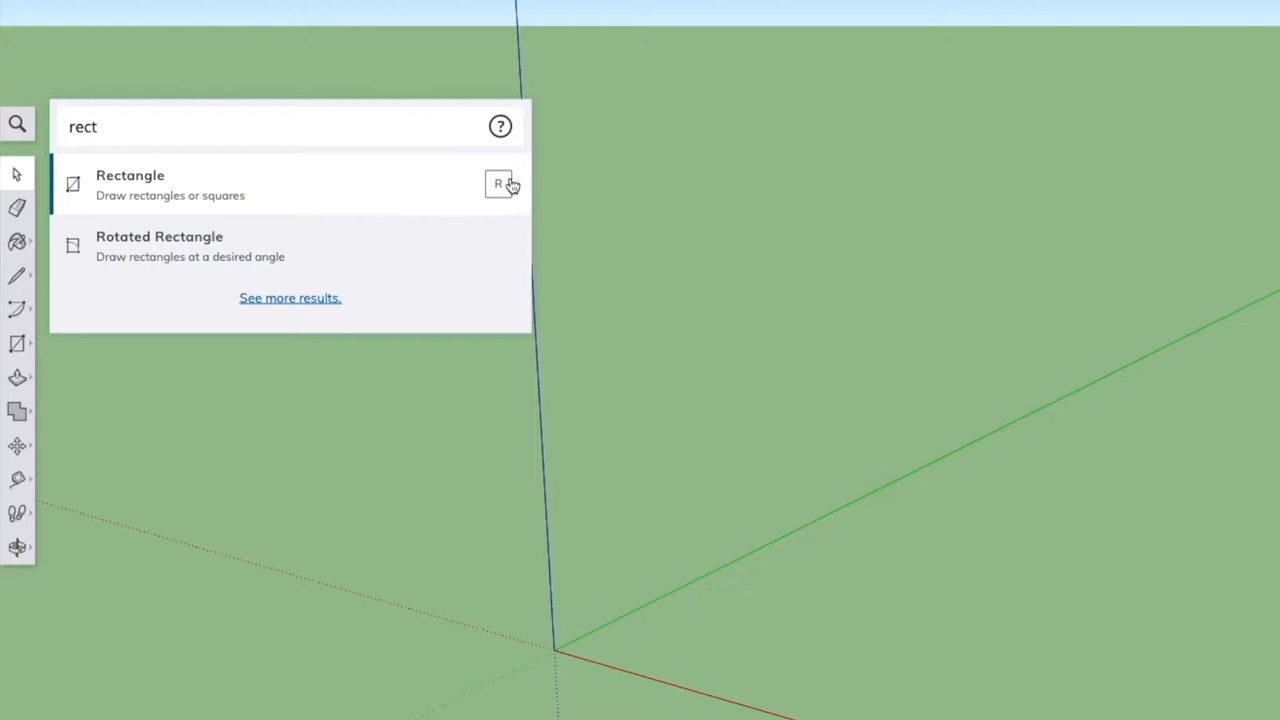 rect
Rectangle
Draw rectangles or squares
R
Rotated Rectangle
Draw rectangles at a desired angle
See more results.